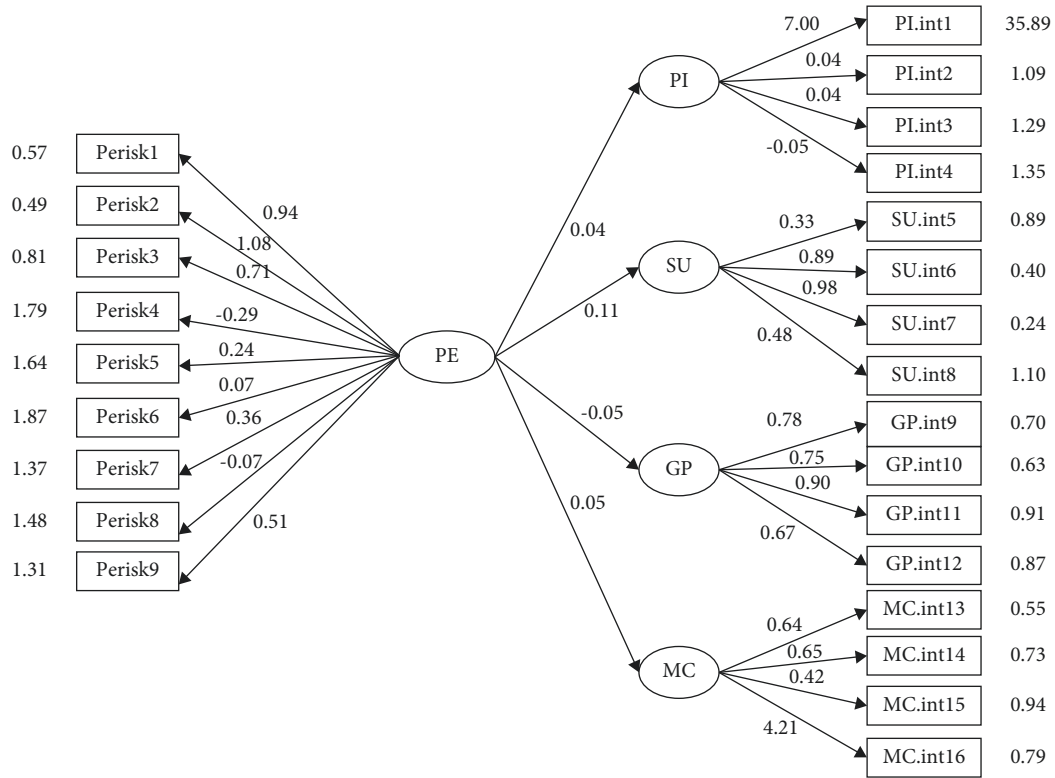 0.57 Perisk1
0.49 Perisk2
0.81 Perisk3
1.79 Perisk4
1.64 Perisk5
1.87 Perisk6
1.37 Perisk7
1.48 Perisk8
1.31 Perisk9
0.94
1.08
0.71
-0.29
0.24
0.07
0.36
-0.07
0.51
PE
0.04
0.11
-0.05
0.05
PI
SU
GP
MC
7.00
0.04
0.04
-0.05
0.33
0.89
0.98
0.48
0.78
0.75
0.90
0.67
0.64
0.65
0.42
4.21
PI.int1 35.89
PI.int2 1.09
PI.int3 1.29
PI.int4 1.35
SU.int5 0.89
SU.int6 0.40
SU.int7 0.24
SU.int8 1.10
GP.int9 0.70
GP.int10 0.63
GP.int11 0.91
GP.int12 0.87
MC.int13 0.55
MC.int14 0.73
MC.int15 0.94
MC.int16 0.79